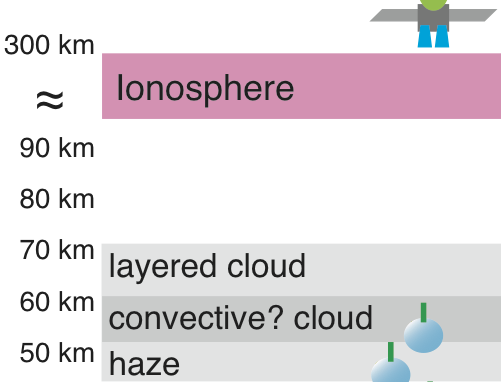 300 km
Ionosphere
≈
90 km
80 km
70 km
layered cloud
60 km
convective? cloud
50 km
haze